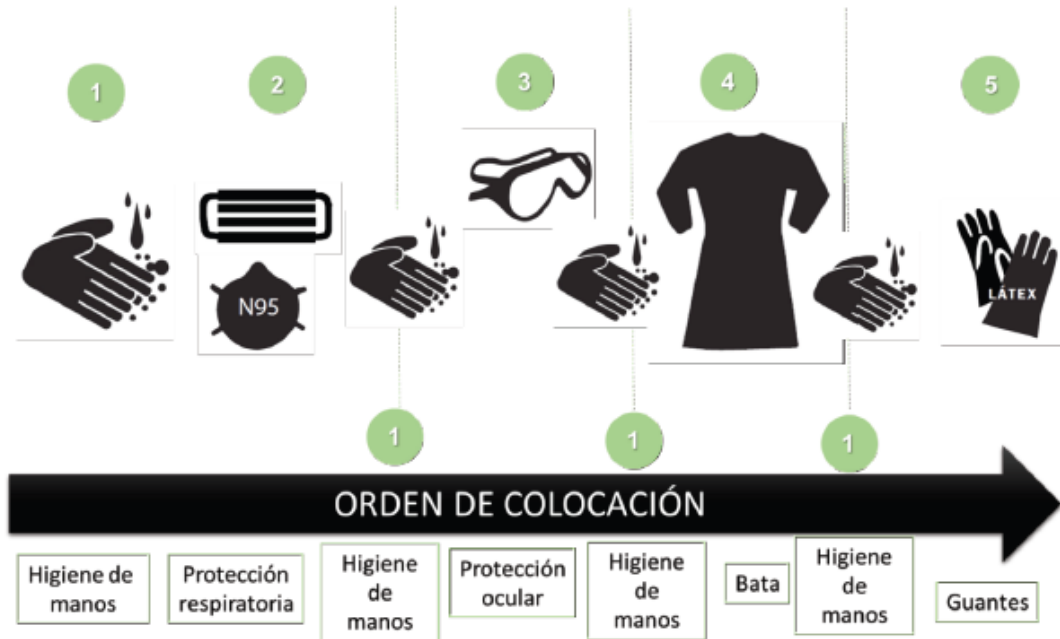 1
2
3
4
5
N95
LÁTEX
1
1
1
ORDEN DE COLOCACIÓN
Higiene de
manos
Protección
respiratoria
Higiene
de
manos
Protección
ocular
Higiene
de
manos
Bata
Higiene
de
manos
Guantes